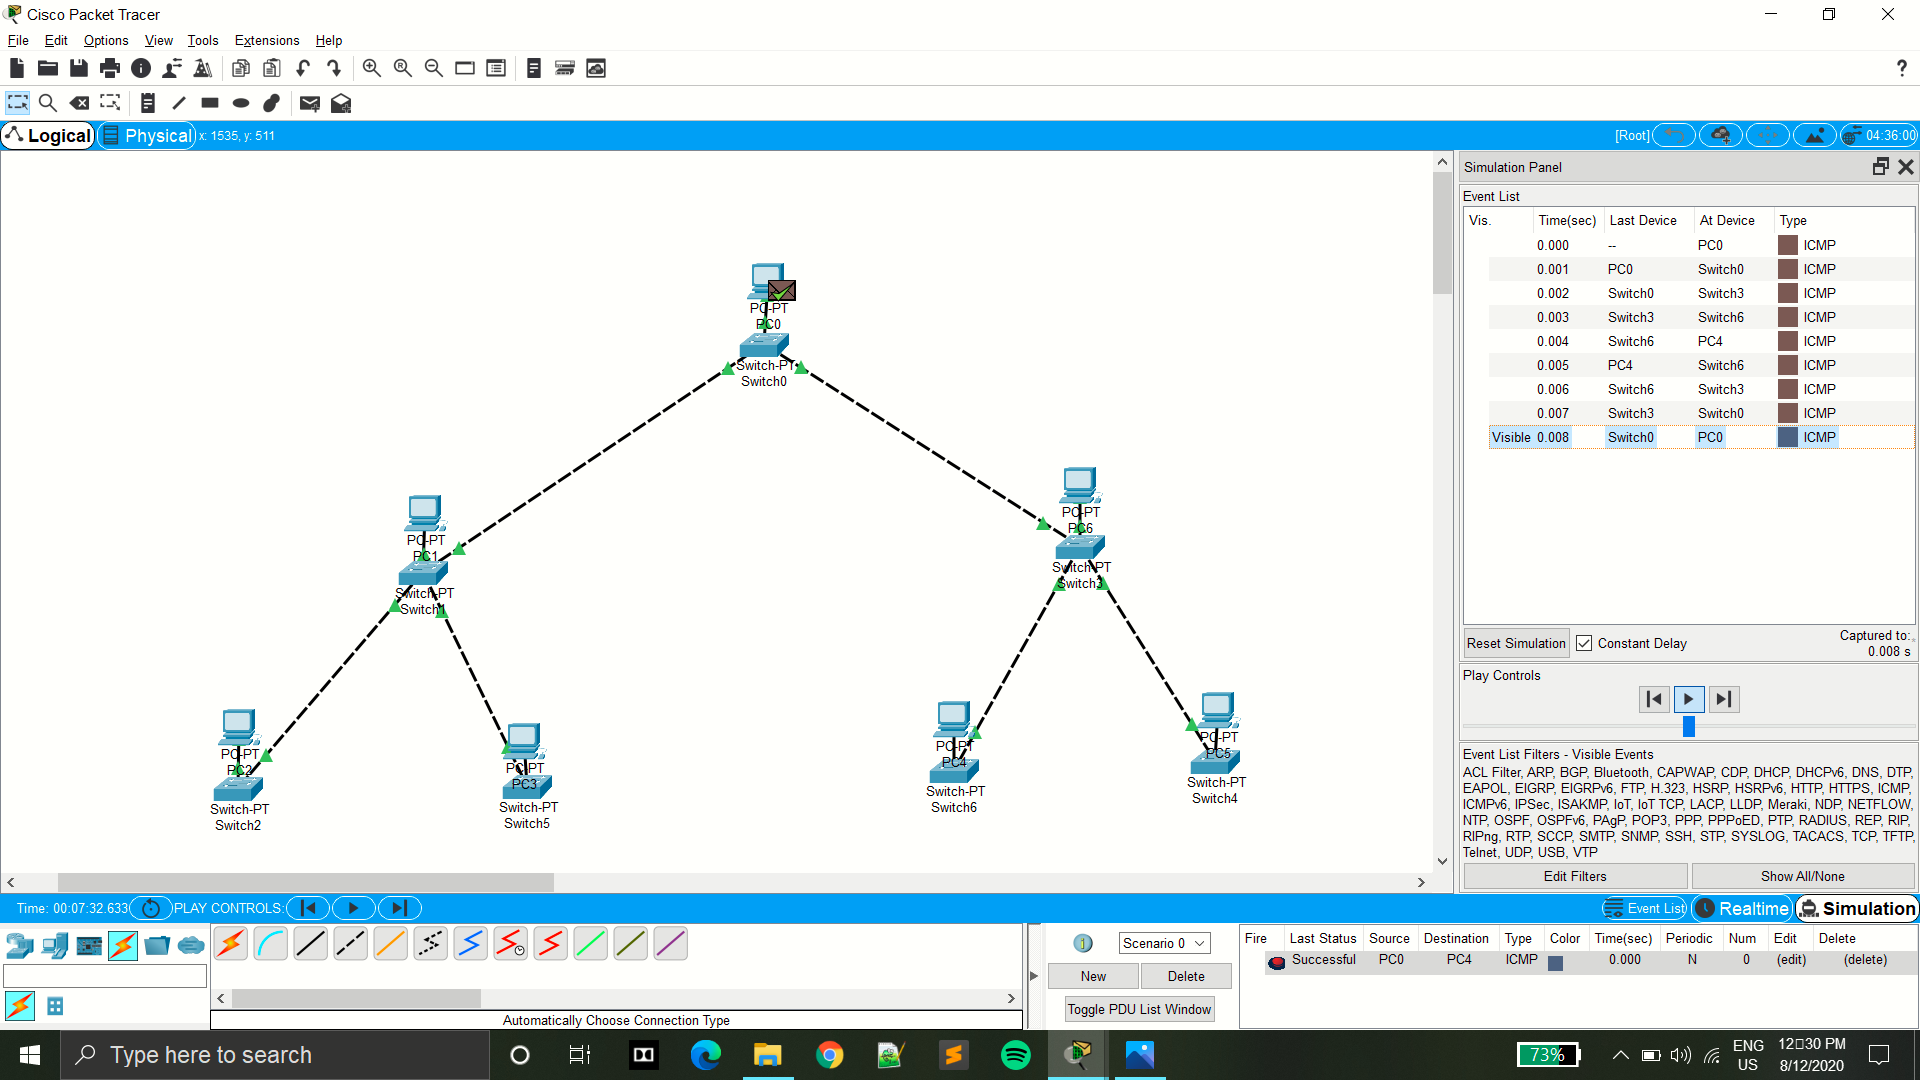 Cisco Packet Tracer
File Edit Options View Tools Extensions Help
?
Logical Physical x: 1535, y: 511
[Root] 04:36:00
PC-PT
PC0
Switch-PT
Switch0
PC-PT
PC1
Switch-PT
Switch1
PC-PT
PC6
Switch-PT
Switch3
PC-PT
PC2
Switch-PT
Switch2
PC-PT
PC3
Switch-PT
Switch5
PC-PT
PC4
Switch-PT
Switch6
PC-PT
PC5
Switch-PT
Switch4
Simulation Panel
Event List
Vis. Time(sec) Last Device At Device Type
0.000 -- PC0 ICMP
0.001 PC0 Switch0 ICMP
0.002 Switch0 Switch3 ICMP
0.003 Switch3 Switch6 ICMP
0.004 Switch6 PC4 ICMP
0.005 PC4 Switch6 ICMP
0.006 Switch6 Switch3 ICMP
0.007 Switch3 Switch0 ICMP
Visible 0.008 Switch0 PC0 ICMP
Reset Simulation Constant Delay
Captured to:
0.008 s
Play Controls
Event List Filters - Visible Events
ACL Filter, ARP, BGP, Bluetooth, CAPWAP, CDP, DHCP, DHCPv6, DNS, DTP,
EAPOL, EIGRP, EIGRPv6, FTP, H.323, HSRP, HSRPv6, HTTP, HTTPS, ICMP,
ICMPv6, IPSec, ISAKMP, IoT, IoT TCP, LACP, LLDP, Meraki, NDP, NETFLOW,
NTP, OSPF, OSPFv6, PAgP, POP3, PPP, PPPoED, PTP, RADIUS, REP, RIP,
RIPng, RTP, SCCP, SMTP, SNMP, SSH, STP, SYSLOG, TACACS, TCP, TFTP,
Telnet, UDP, USB, VTP
Edit Filters Show All/None
Time: 00:07:32.633 PLAY CONTROLS:
Event List Realtime Simulation
Automatically Choose Connection Type
Scenario 0
New Delete
Toggle PDU List Window
Fire Last Status Source Destination Type Color Time(sec) Periodic Num Edit Delete
Successful PC0 PC4 ICMP 0.000 N 0 (edit) (delete)
Type here to search
73%
ENG
US
12□30 PM
8/12/2020